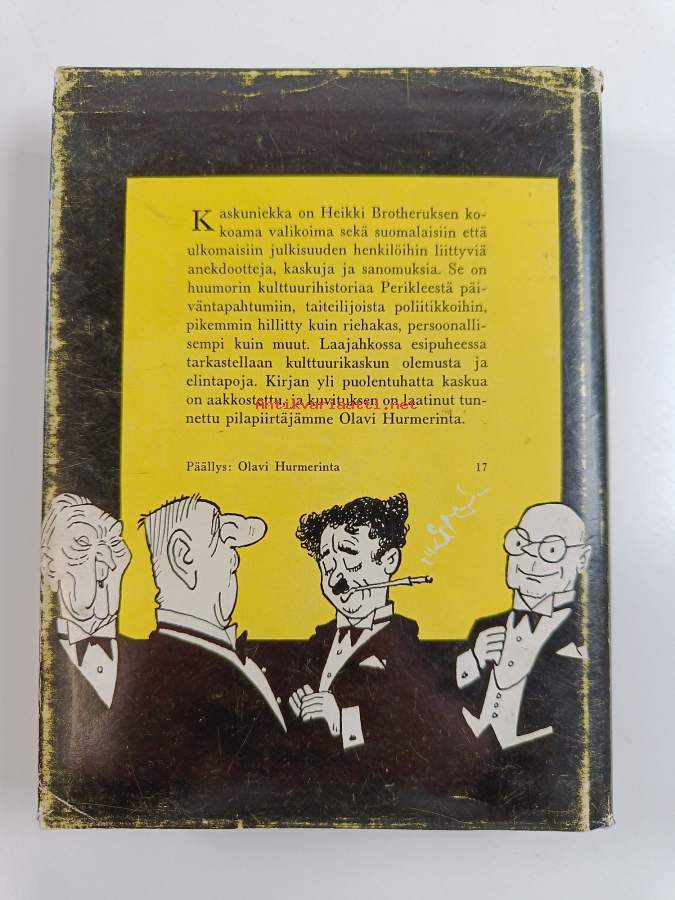 Kaskuniekka on Heikki Brotheruksen ko-
koama valikoima sekä suomalaisiin että
ulkomaisiin julkisuuden henkilöihin liittyviä
anekdootteja, kaskuja ja sanomuksia. Se on
huumorin kulttuurihistoriaa Perikleestä päi-
väntapahtumiin, taiteilijoista poliitikkoihin,
pikemmin hillitty kuin riehakas, persoonalli-
sempi kuin muut. Laajahkossa esipuheessa
tarkastellaan kulttuurikaskun olemusta ja
elintapoja. Kirjan yli puolentuhatta kaskua
on aakkostettu, ja kuvituksen on laatinut tun-
Antikvariaatti.net
nettu pilapiirtäjämme Olavi Hurmerinta.
Päällys: Olavi Hurmerinta 17